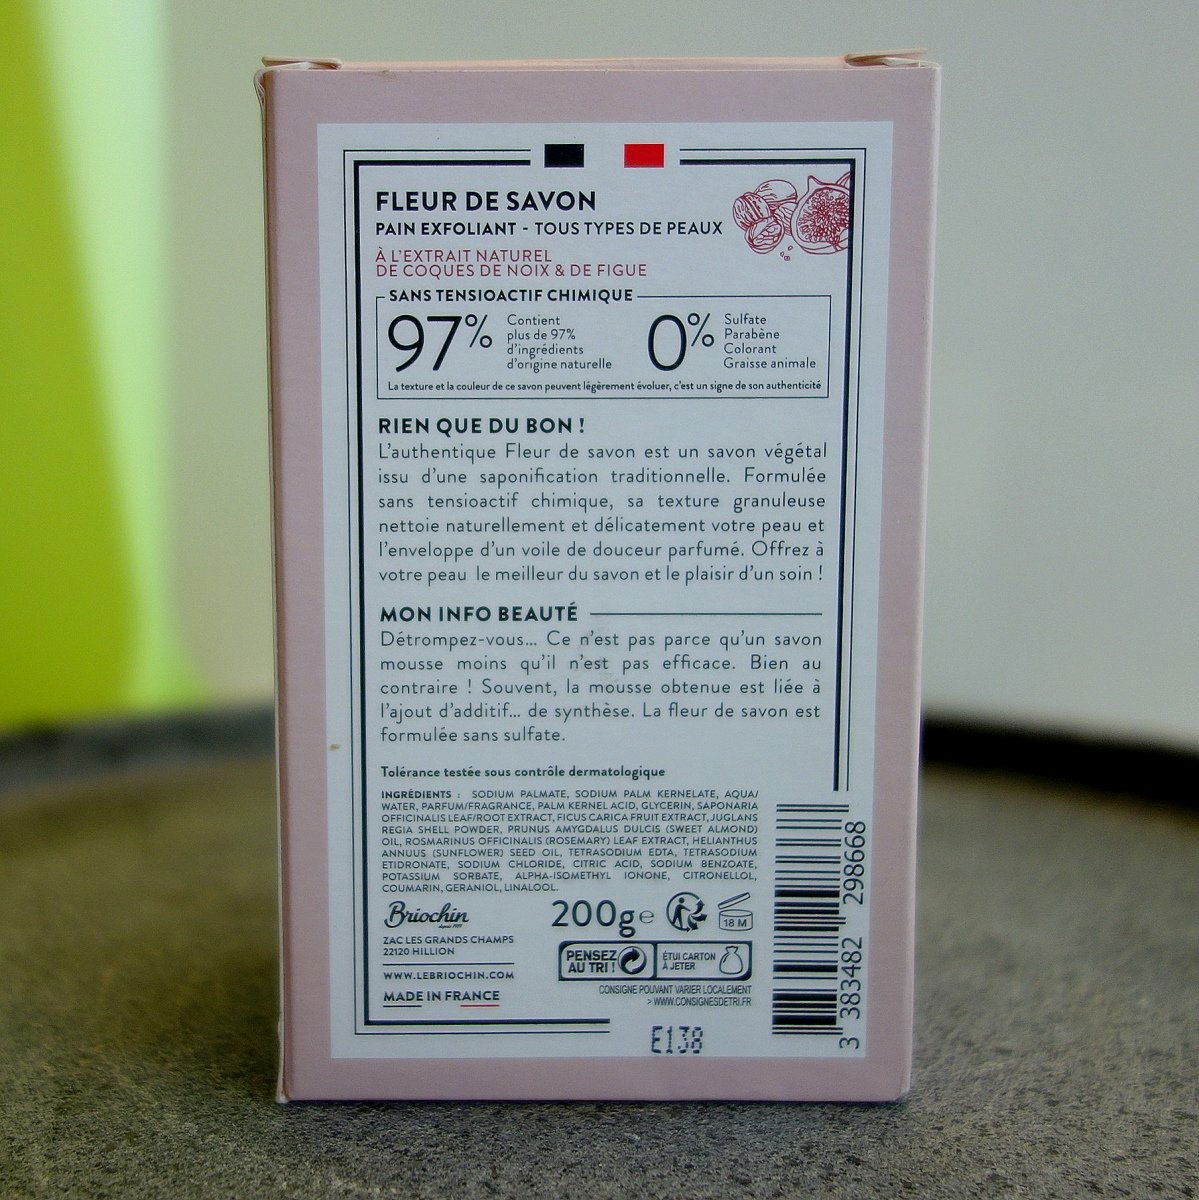 FLEUR DE SAVON
PAIN EXFOLIANT - TOUS TYPES DE PEAUX
À L'EXTRAIT NATUREL
DE COQUES DE NOIX & DE FIGUE
SANS TENSIOACTIF CHIMIQUE
97%
Contient
plus de 97%
d'ingrédients
d'origine naturelle
0%
Sulfate
Parabène
Colorant
Graisse animale
La texture et la couleur de ce savon peuvent légèrement évoluer, c'est un signe de son authenticité
RIEN QUE DU BON !
L'authentique Fleur de savon est un savon végétal
issu d'une saponification traditionnelle. Formulée
sans tensioactif chimique, sa texture granuleuse
nettoie naturellement et délicatement votre peau et
l'enveloppe d'un voile de douceur parfumé. Offrez à
votre peau le meilleur du savon et le plaisir d'un soin !
MON INFO BEAUTÉ
Détrompez-vous... Ce n'est pas parce qu'un savon
mousse moins qu'il n'est pas efficace. Bien au
contraire ! Souvent, la mousse obtenue est liée à
l'ajout d'additif... de synthèse. La fleur de savon est
formulée sans sulfate.
Tolérance testée sous contrôle dermatologique
INGRÉDIENTS : SODIUM PALMATE, SODIUM PALM KERNELATE, AQUA/
WATER, PARFUM/FRAGRANCE, PALM KERNEL ACID, GLYCERIN, SAPONARIA
OFFICINALIS LEAF/ROOT EXTRACT, FICUS CARICA FRUIT EXTRACT, JUGLANS
REGIA SHELL POWDER, PRUNUS AMYGDALUS DULCIS (SWEET ALMOND)
OIL, ROSMARINUS OFFICINALIS (ROSEMARY) LEAF EXTRACT, HELIANTHUS
ANNUUS (SUNFLOWER) SEED OIL, TETRASODIUM EDTA, TETRASODIUM
ETIDRONATE, SODIUM CHLORIDE, CITRIC ACID, SODIUM BENZOATE,
POTASSIUM SORBATE, ALPHA-ISOMETHYL IONONE, CITRONELLOL,
COUMARIN, GERANIOL, LINALOOL.
Briochin
depuis 1919
ZAC LES GRANDS CHAMPS
22120 HILLION
WWW.LEBRIOCHIN.COM
MADE IN FRANCE
200g e
18 M
PENSEZ
AU TRI !
ÉTUI CARTON
À JETER
CONSIGNE POUVANT VARIER LOCALEMENT
> WWW.CONSIGNESDETRI.FR
E138
3 383482 298668